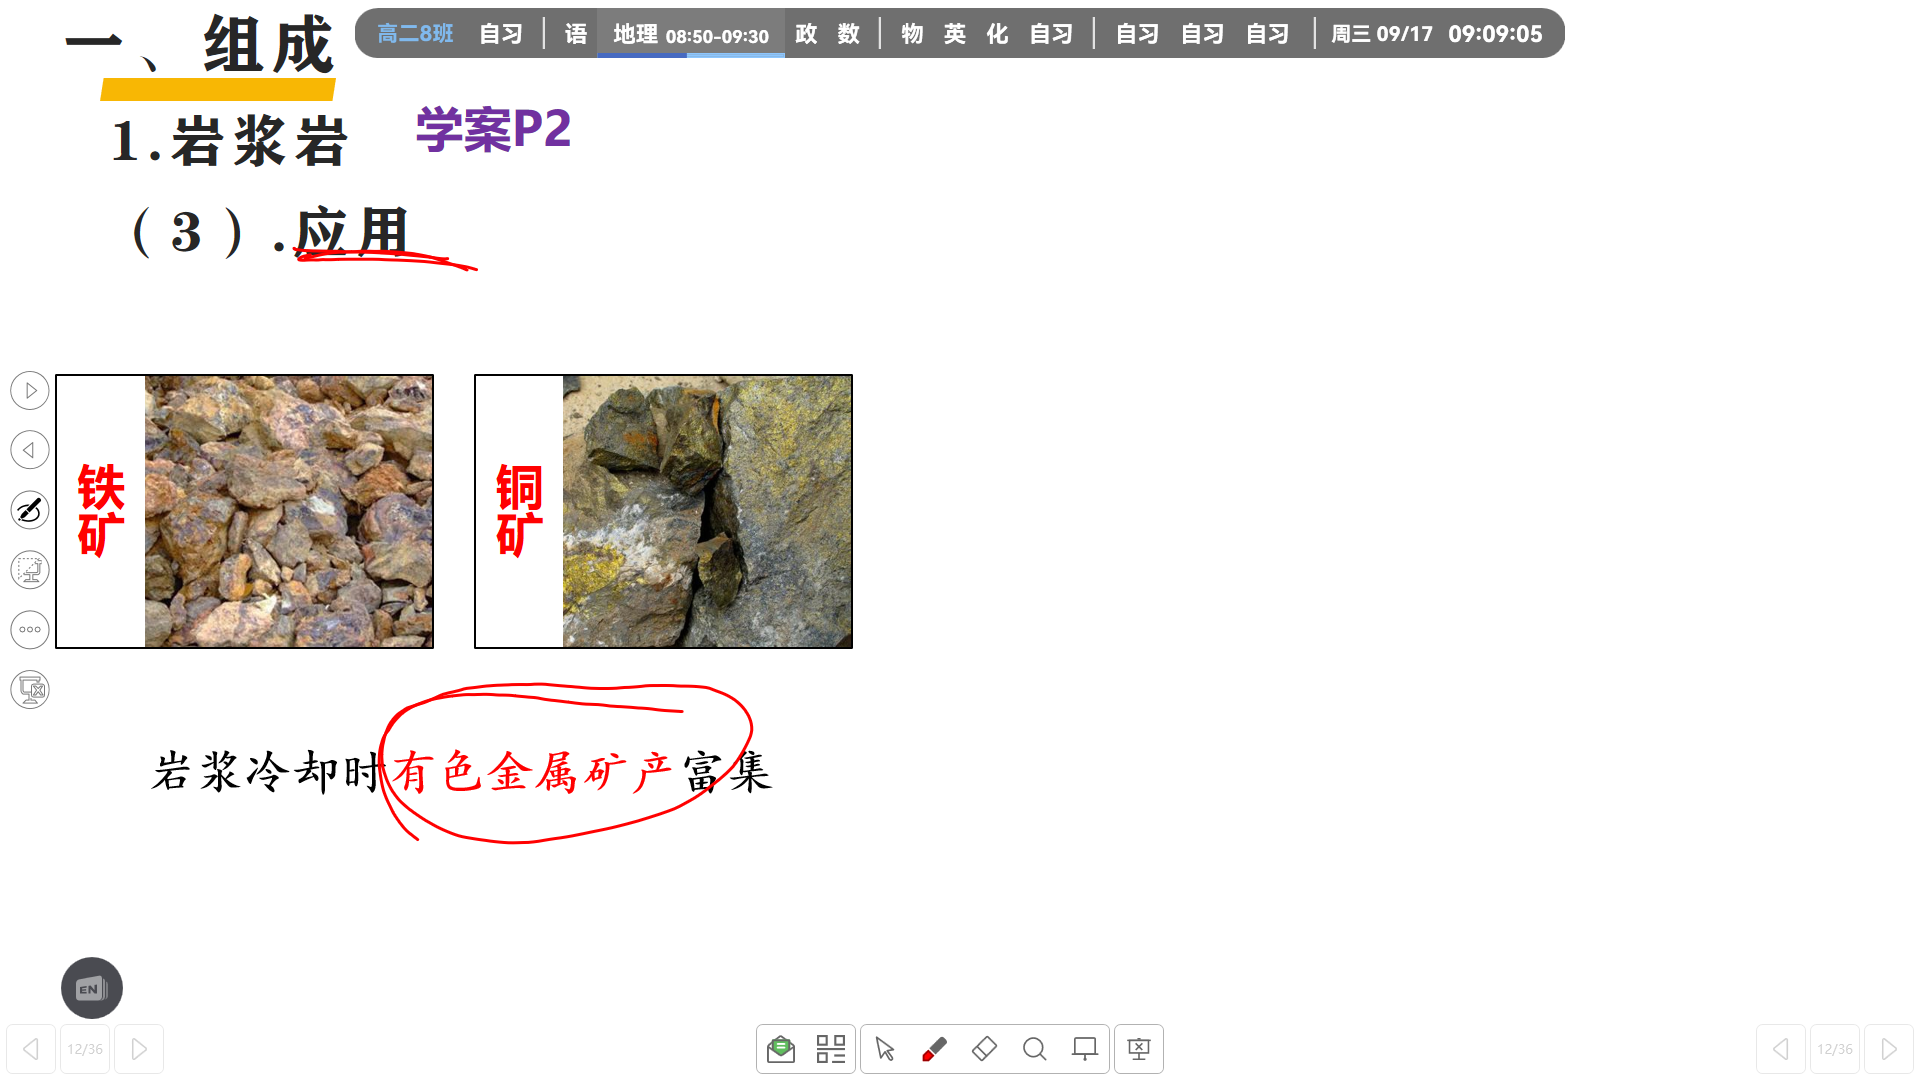 一、组成
高二8班 自习 语 地理 08:50-09:30 政 数 物 英 化 自习 自习 自习 自习 周三 09/17 09:09:05
1.岩浆岩
学案P2
（3）.应用
铁矿
铜矿
岩浆冷却时有色金属矿产富集
EN
12/36
12/36